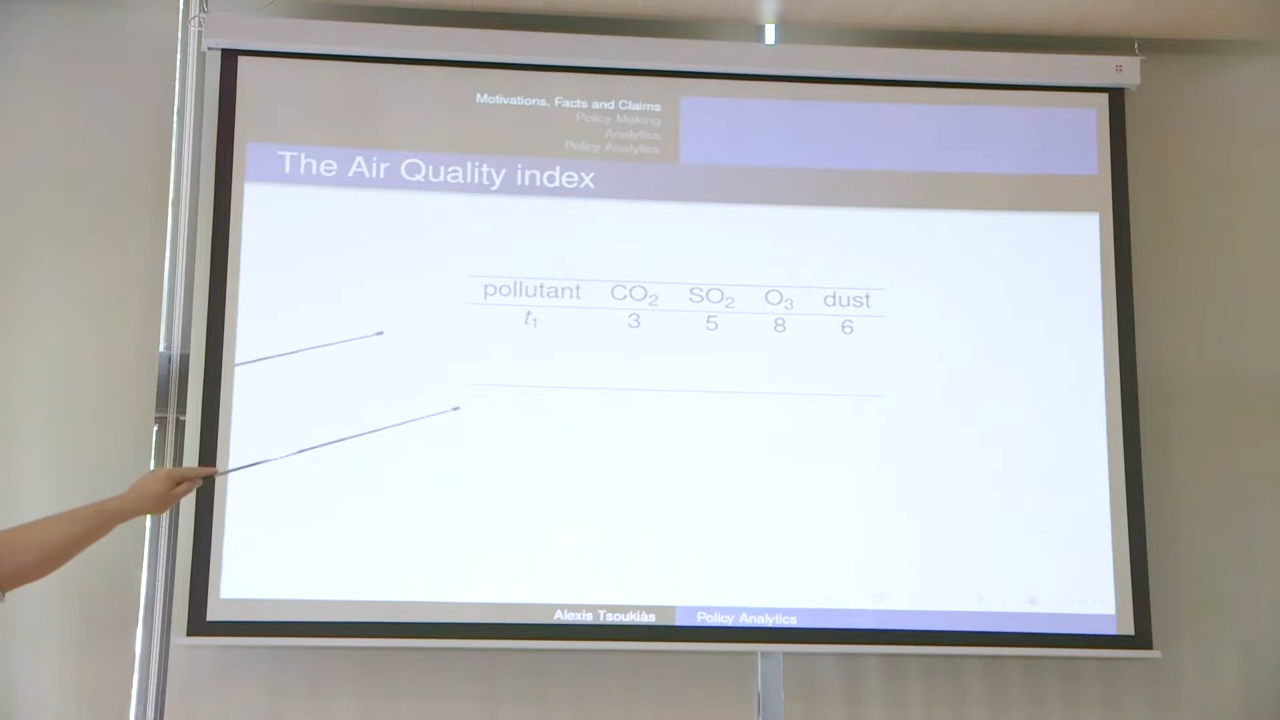 Motivations, Facts and Claims
Policy Making
Analytics
Policy Analytics
The Air Quality index
pollutant CO₂ SO₂ O₃ dust
t₁ 3 5 8 6
Alexis Tsoukiàs Policy Analytics